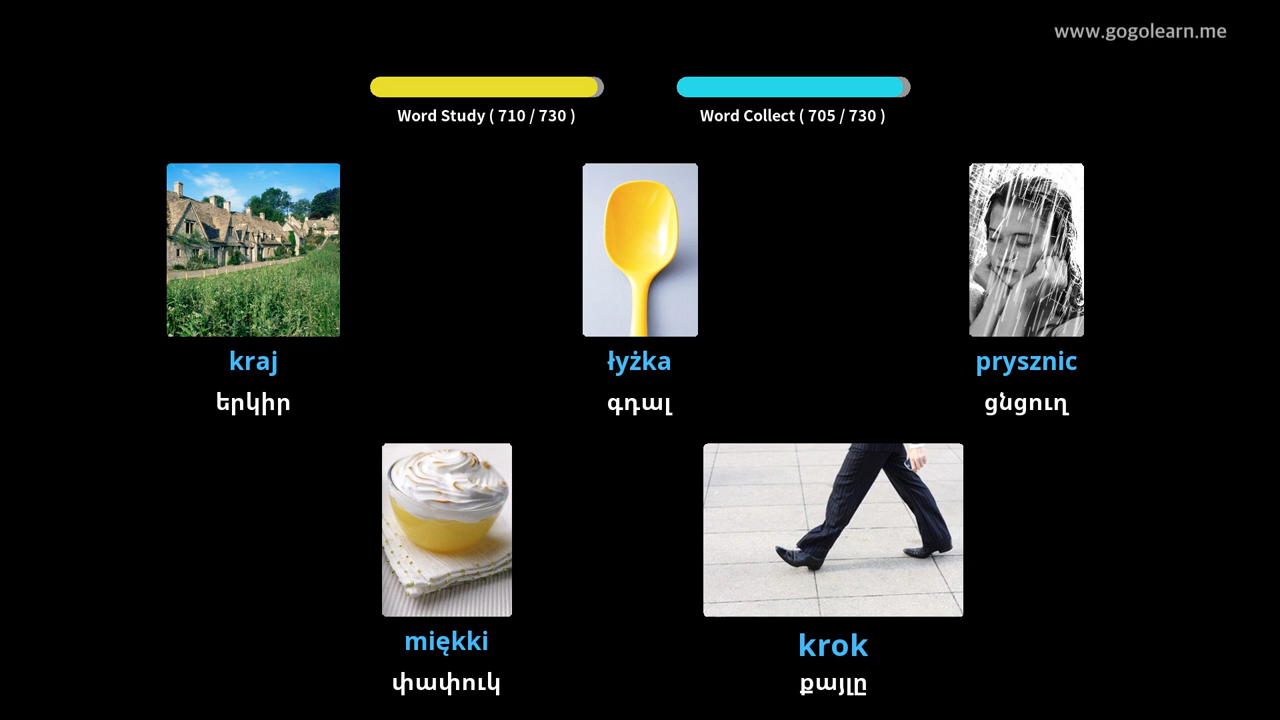 www.gogolearn.me
Word Study ( 710 / 730 )
Word Collect ( 705 / 730 )
kraj
երկիր
łyżka
գդալ
prysznic
ցնցուղ
miękki
փափուկ
krok
քայլը